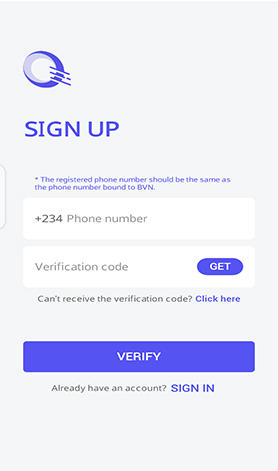 SIGN UP
* The registered phone number should be the same as
the phone number bound to BVN.
+234 Phone number
Verification code GET
Can't receive the verification code? Click here
VERIFY
Already have an account? SIGN IN